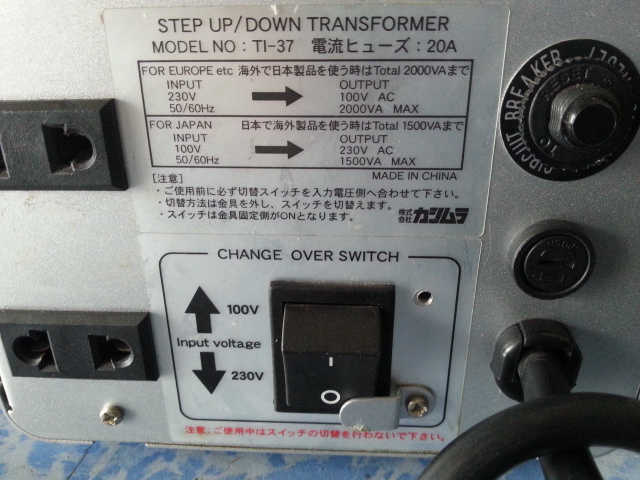 STEP UP/DOWN TRANSFORMER
MODEL NO : TI-37 電流ヒューズ : 20A
FOR EUROPE etc 海外で日本製品を使う時はTotal 2000VAまで
INPUT OUTPUT
230V 100V AC
50/60Hz 2000VA MAX
FOR JAPAN 日本で海外製品を使う時はTotal 1500VAまで
INPUT OUTPUT
100V 230V AC
50/60Hz 1500VA MAX
[注意] MADE IN CHINA
・ご使用前に必ず切替スイッチを入力電圧側へ合わせて下さい。
・切替方法は金具を外し、スイッチを切替えます。
・スイッチは金具固定側がONとなります。
株式会社 カシムラ
CIRCUIT BREAKER
RESET
TO
CHANGE OVER SWITCH
100V
Input voltage
230V
I
O
注意:ご使用中はスイッチの切替を行わないで下さい。